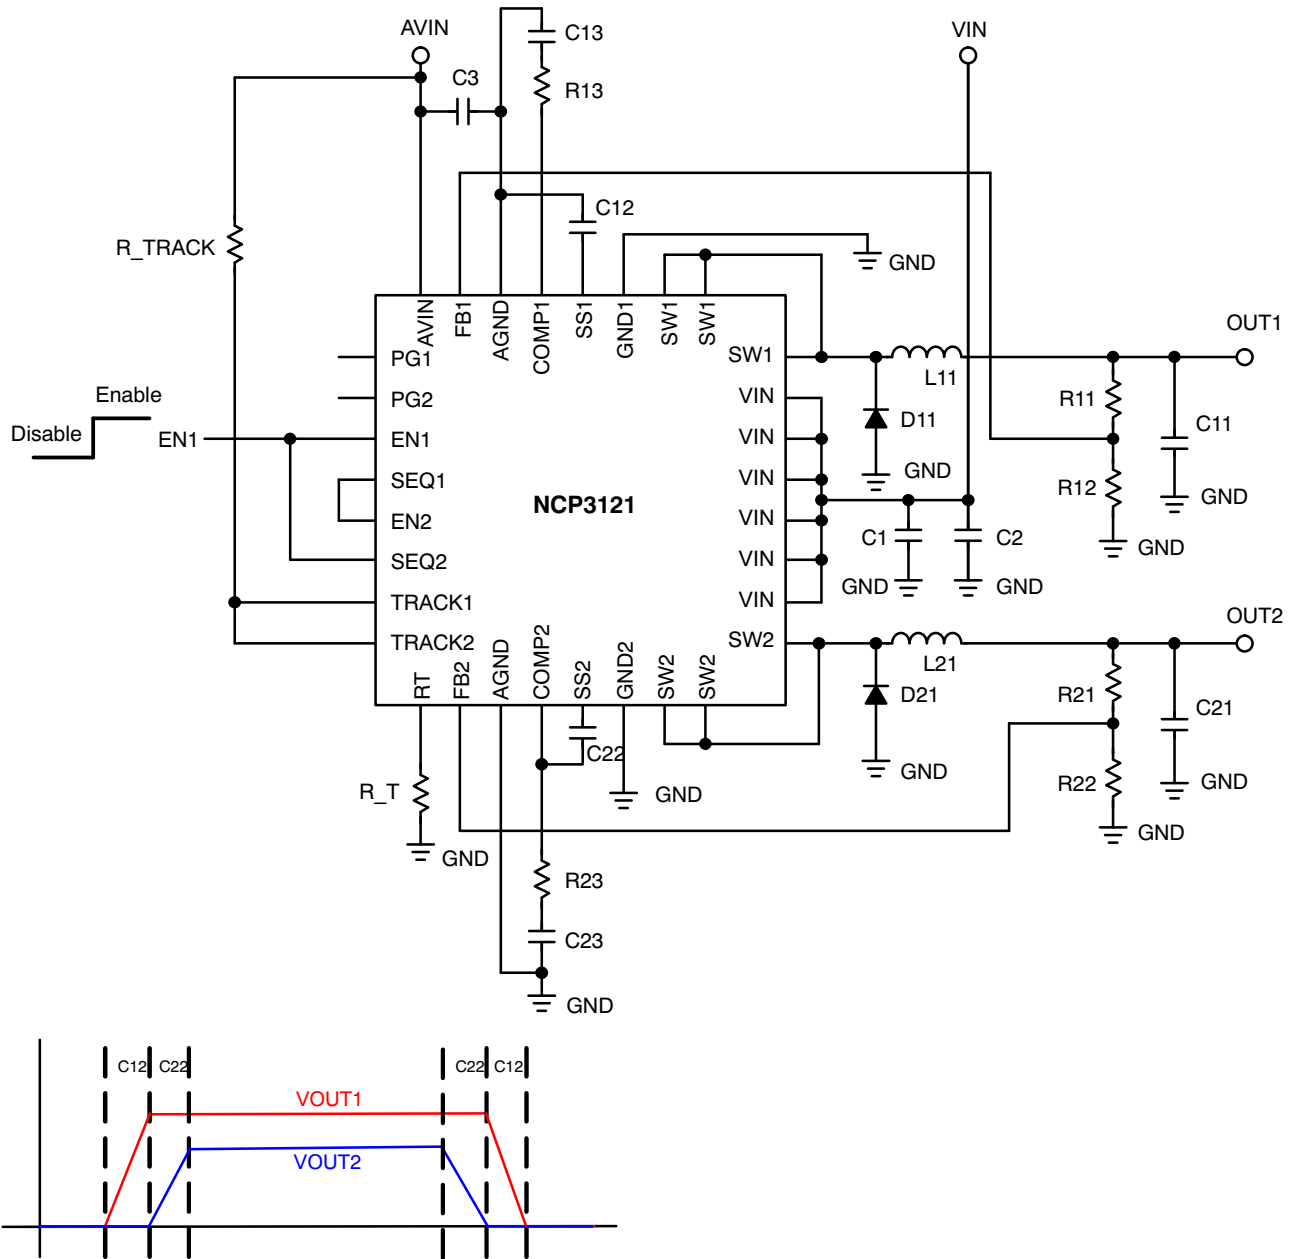 AVIN
VIN
C13
C3
R13
C12
R_TRACK
GND
AVIN
FB1
AGND
COMP1
SS1
GND1
SW1
SW1
OUT1
PG1
SW1
L11
Enable
PG2
VIN
R11
Disable
EN1
EN1
VIN
D11
C11
SEQ1
VIN
GND
R12
GND
NCP3121
EN2
VIN
C1
C2
GND
SEQ2
VIN
GND
GND
TRACK1
VIN
OUT2
TRACK2
SW2
L21
RT
FB2
AGND
COMP2
SS2
GND2
SW2
SW2
D21
R21
C21
C22
GND
R22
GND
R_T
GND
GND
GND
R23
C23
GND
C12
C22
C22
C12
VOUT1
VOUT2